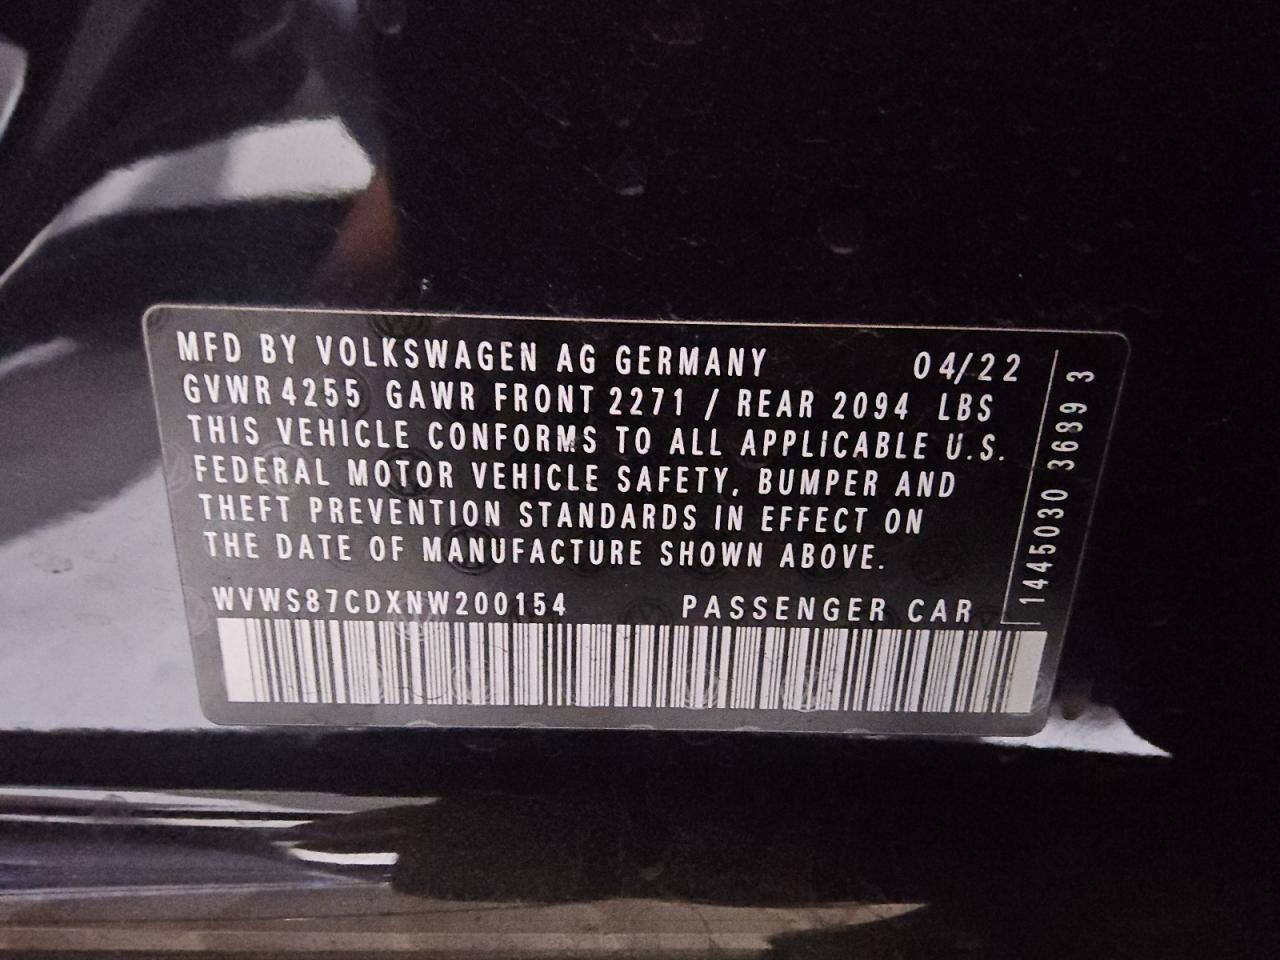 MFD BY VOLKSWAGEN AG GERMANY 04/22
GVWR 4255 GAWR FRONT 2271 / REAR 2094 LBS
THIS VEHICLE CONFORMS TO ALL APPLICABLE U.S.
FEDERAL MOTOR VEHICLE SAFETY, BUMPER AND
THEFT PREVENTION STANDARDS IN EFFECT ON
THE DATE OF MANUFACTURE SHOWN ABOVE.
WVWS87CDXNW200154 PASSENGER CAR
1445030 3639 3